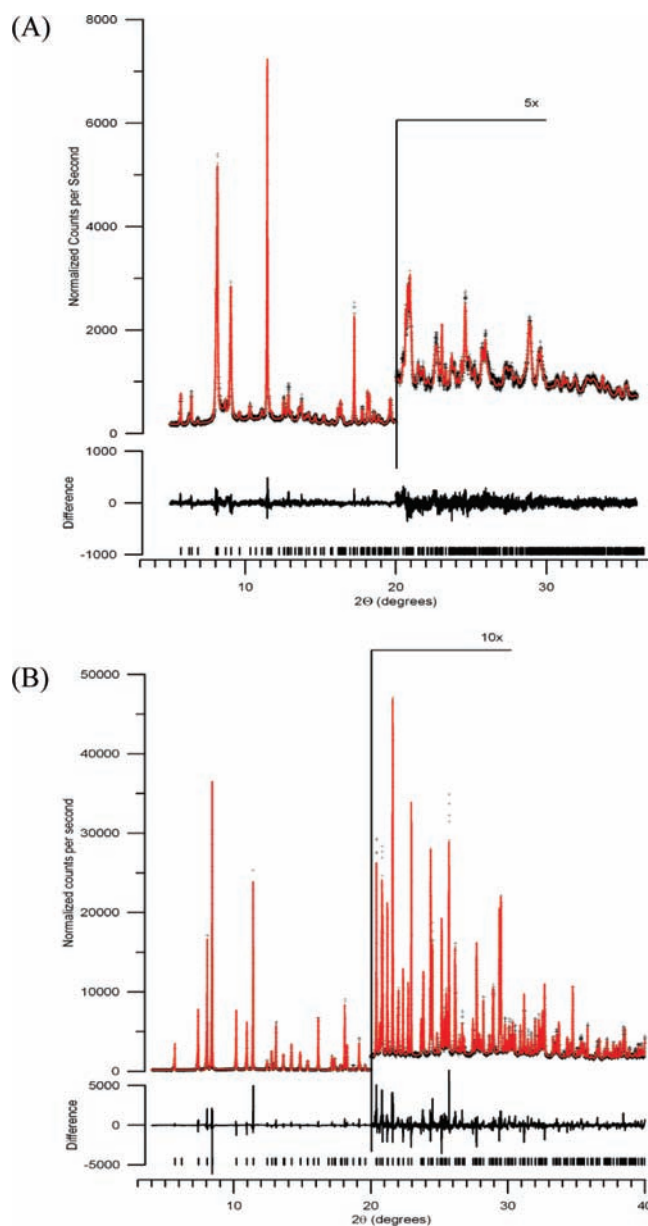 (A)
8000
5x
6000
Normalized Counts per Second
4000
2000
0
1000
Difference
0
-1000
10
20
30
2Θ (degrees)
10x
(B)
50000
40000
Normalized counts per second
30000
20000
10000
0
5000
Difference
0
-5000
10
20
30
40
2Θ (degrees)